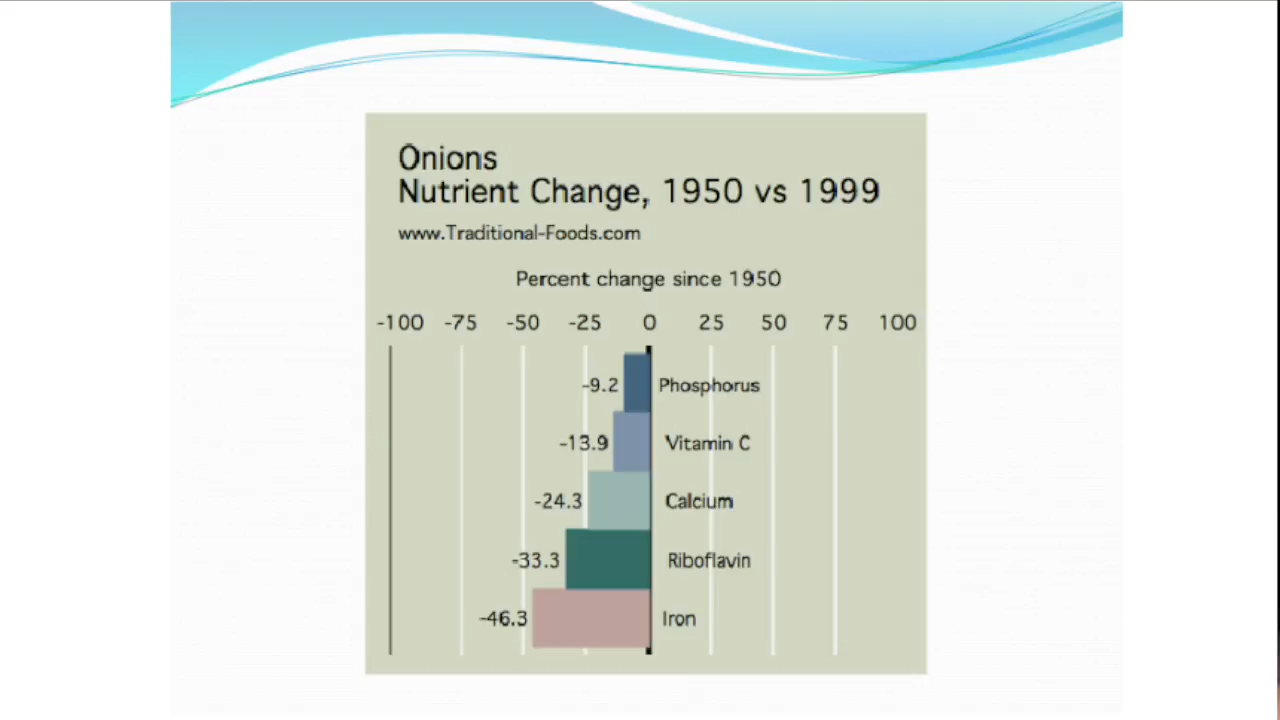 Onions
Nutrient Change, 1950 vs 1999
www.Traditional-Foods.com
Percent change since 1950
-100 -75 -50 -25 0 25 50 75 100
-9.2 Phosphorus
-13.9 Vitamin C
-24.3 Calcium
-33.3 Riboflavin
-46.3 Iron